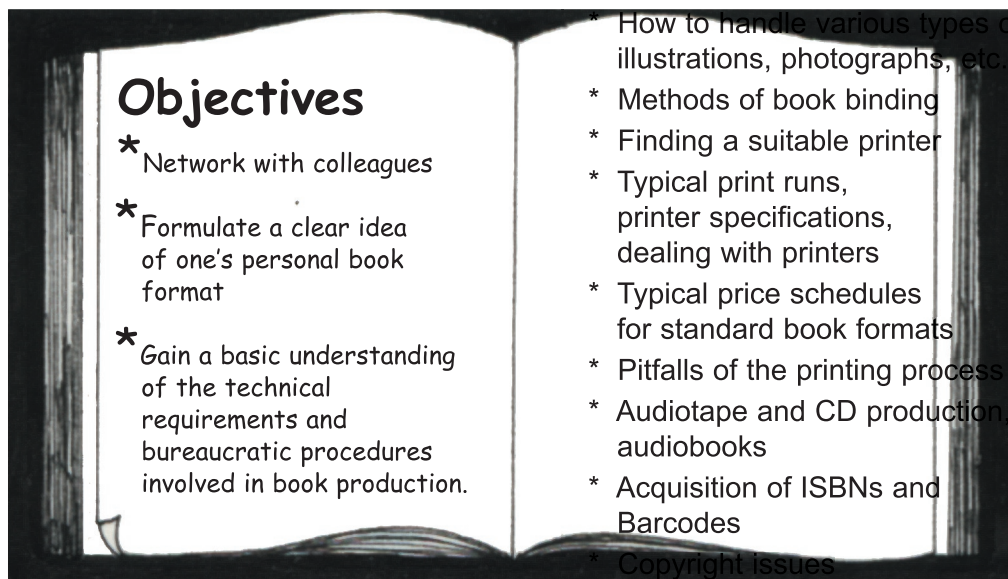 Objectives
* Network with colleagues
* Formulate a clear idea
of one's personal book
format
* Gain a basic understanding
of the technical
requirements and
bureaucratic procedures
involved in book production.
* How to handle various types o
illustrations, photographs, etc.
* Methods of book binding
* Finding a suitable printer
* Typical print runs,
printer specifications,
dealing with printers
* Typical price schedules
for standard book formats
* Pitfalls of the printing process
* Audiotape and CD production,
audiobooks
* Acquisition of ISBNs and
Barcodes
* Copyright issues